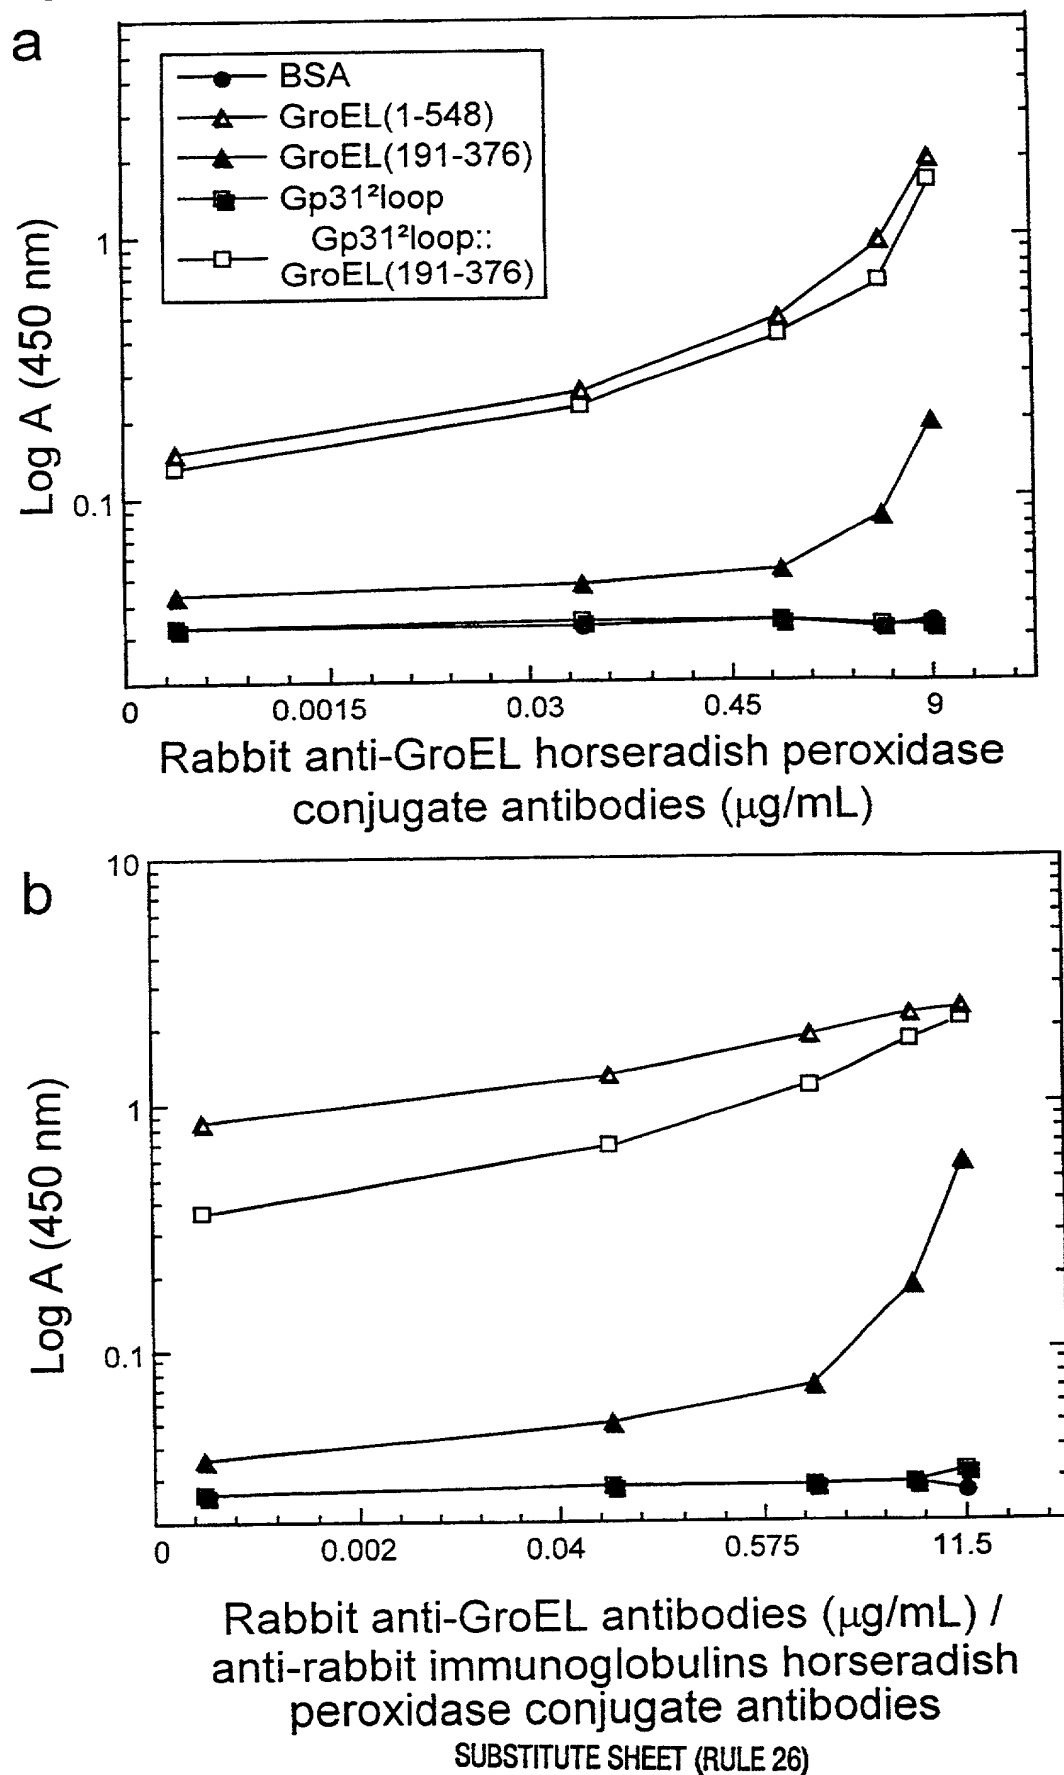 a
BSA
GroEL(1-548)
GroEL(191-376)
Gp31²loop
Gp31²loop::
GroEL(191-376)
Log A (450 nm)
1
0.1
0
0.0015
0.03
0.45
9
Rabbit anti-GroEL horseradish peroxidase
conjugate antibodies (μg/mL)
b
Log A (450 nm)
10
1
0.1
0
0.002
0.04
0.575
11.5
Rabbit anti-GroEL antibodies (μg/mL) /
anti-rabbit immunoglobulins horseradish
peroxidase conjugate antibodies
SUBSTITUTE SHEET (RULE 26)